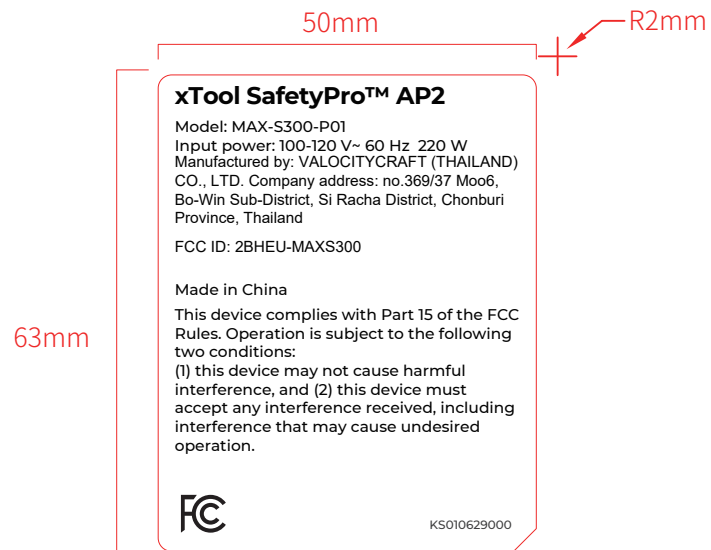 50mm
R2mm
63mm
xTool SafetyPro™ AP2
Model: MAX-S300-P01
Input power: 100-120 V~ 60 Hz 220 W
Manufactured by: VALOCITYCRAFT (THAILAND)
CO., LTD. Company address: no.369/37 Moo6,
Bo-Win Sub-District, Si Racha District, Chonburi
Province, Thailand
FCC ID: 2BHEU-MAXS300
Made in China
This device complies with Part 15 of the FCC
Rules. Operation is subject to the following
two conditions:
(1) this device may not cause harmful
interference, and (2) this device must
accept any interference received, including
interference that may cause undesired
operation.
FC
KS010629000